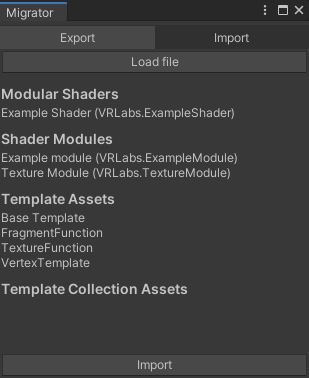 Migrator
Export
Import
Load file
Modular Shaders
Example Shader (VRLabs.ExampleShader)
Shader Modules
Example module (VRLabs.ExampleModule)
Texture Module (VRLabs.TextureModule)
Template Assets
Base Template
FragmentFunction
TextureFunction
VertexTemplate
Template Collection Assets
Import